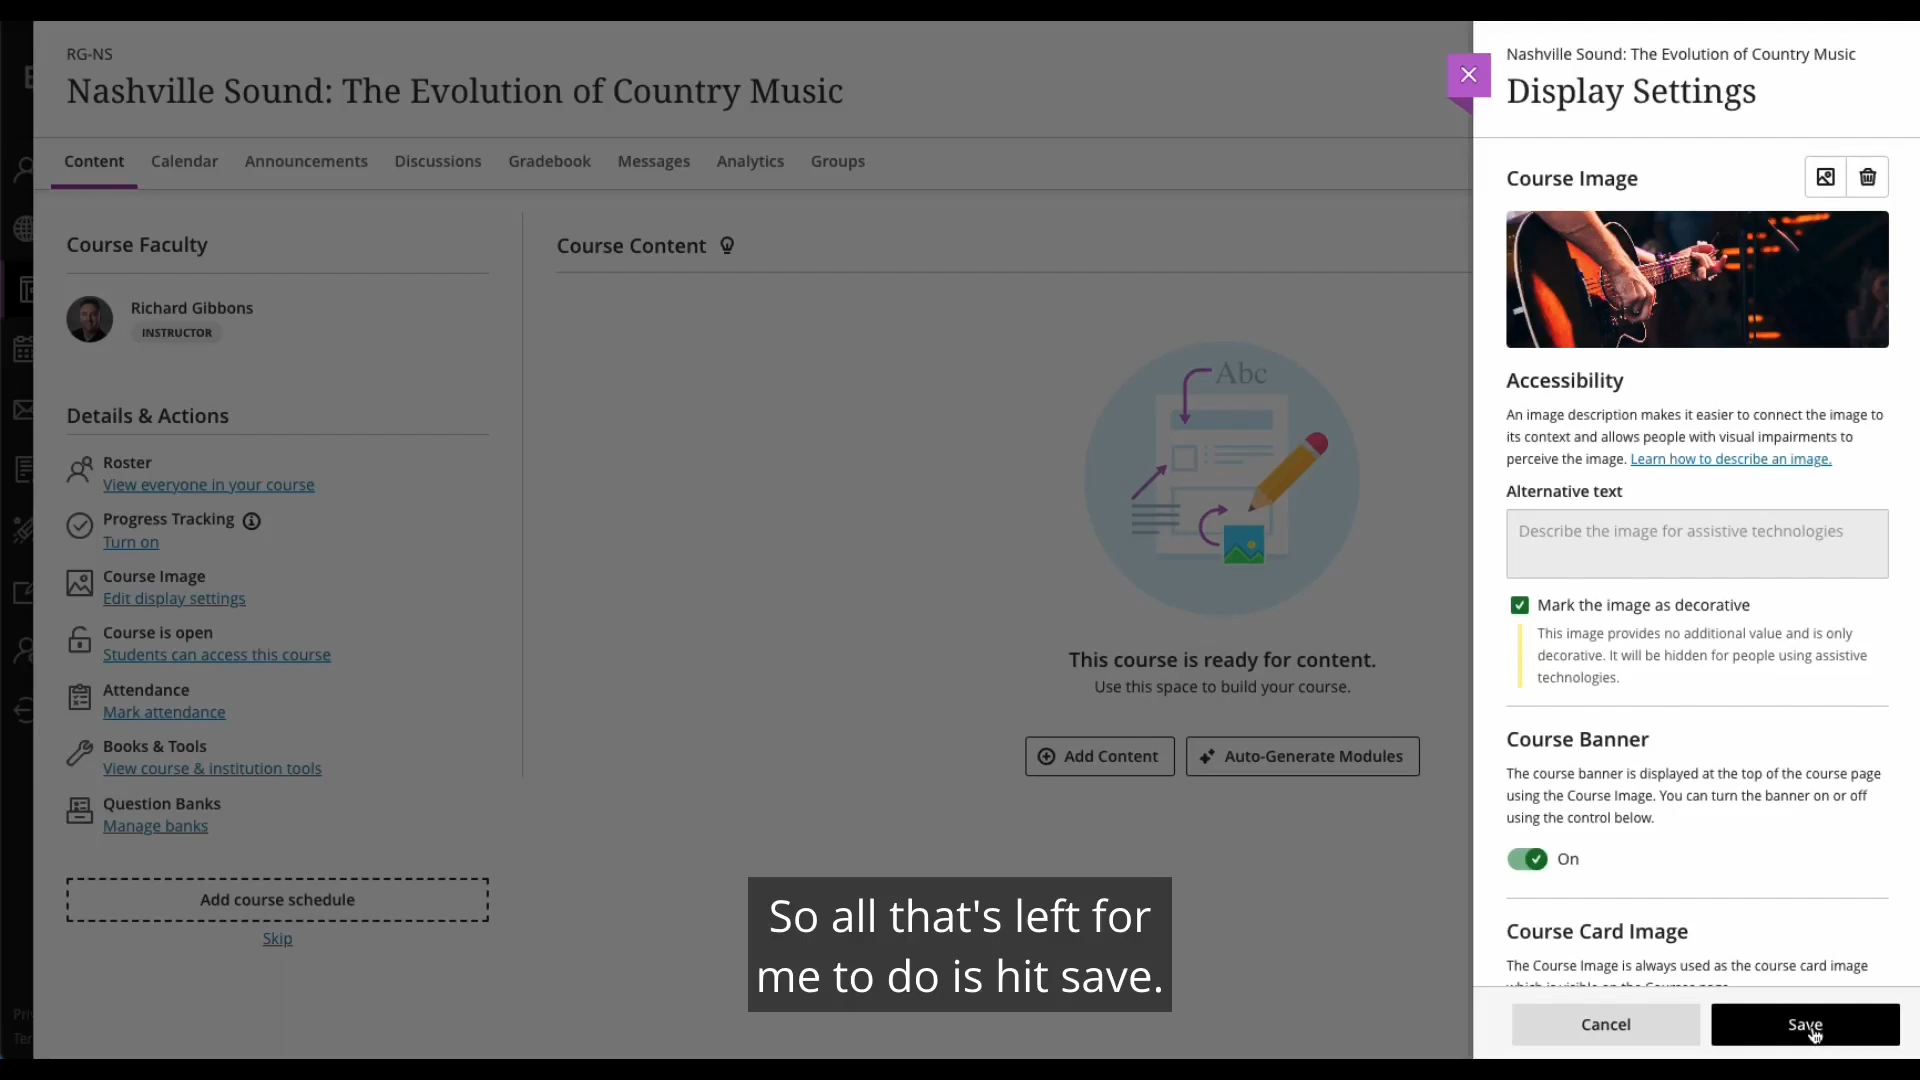 RG-NS
Nashville Sound: The Evolution of Country Music
Content
Calendar
Announcements
Discussions
Gradebook
Messages
Analytics
Groups
Course Faculty
Richard Gibbons
INSTRUCTOR
Details & Actions
Roster
View everyone in your course
Progress Tracking
Turn on
Course Image
Edit display settings
Course is open
Students can access this course
Attendance
Mark attendance
Books & Tools
View course & institution tools
Question Banks
Manage banks
Add course schedule
Skip
Course Content
Abc
This course is ready for content.
Use this space to build your course.
Add Content
Auto-Generate Modules
So all that's left for
me to do is hit save.
Nashville Sound: The Evolution of Country Music
Display Settings
Course Image
Accessibility
An image description makes it easier to connect the image to
its context and allows people with visual impairments to
perceive the image. Learn how to describe an image.
Alternative text
Describe the image for assistive technologies
Mark the image as decorative
This image provides no additional value and is only
decorative. It will be hidden for people using assistive
technologies.
Course Banner
The course banner is displayed at the top of the course page
using the Course Image. You can turn the banner on or off
using the control below.
On
Course Card Image
The Course Image is always used as the course card image
Cancel
Save